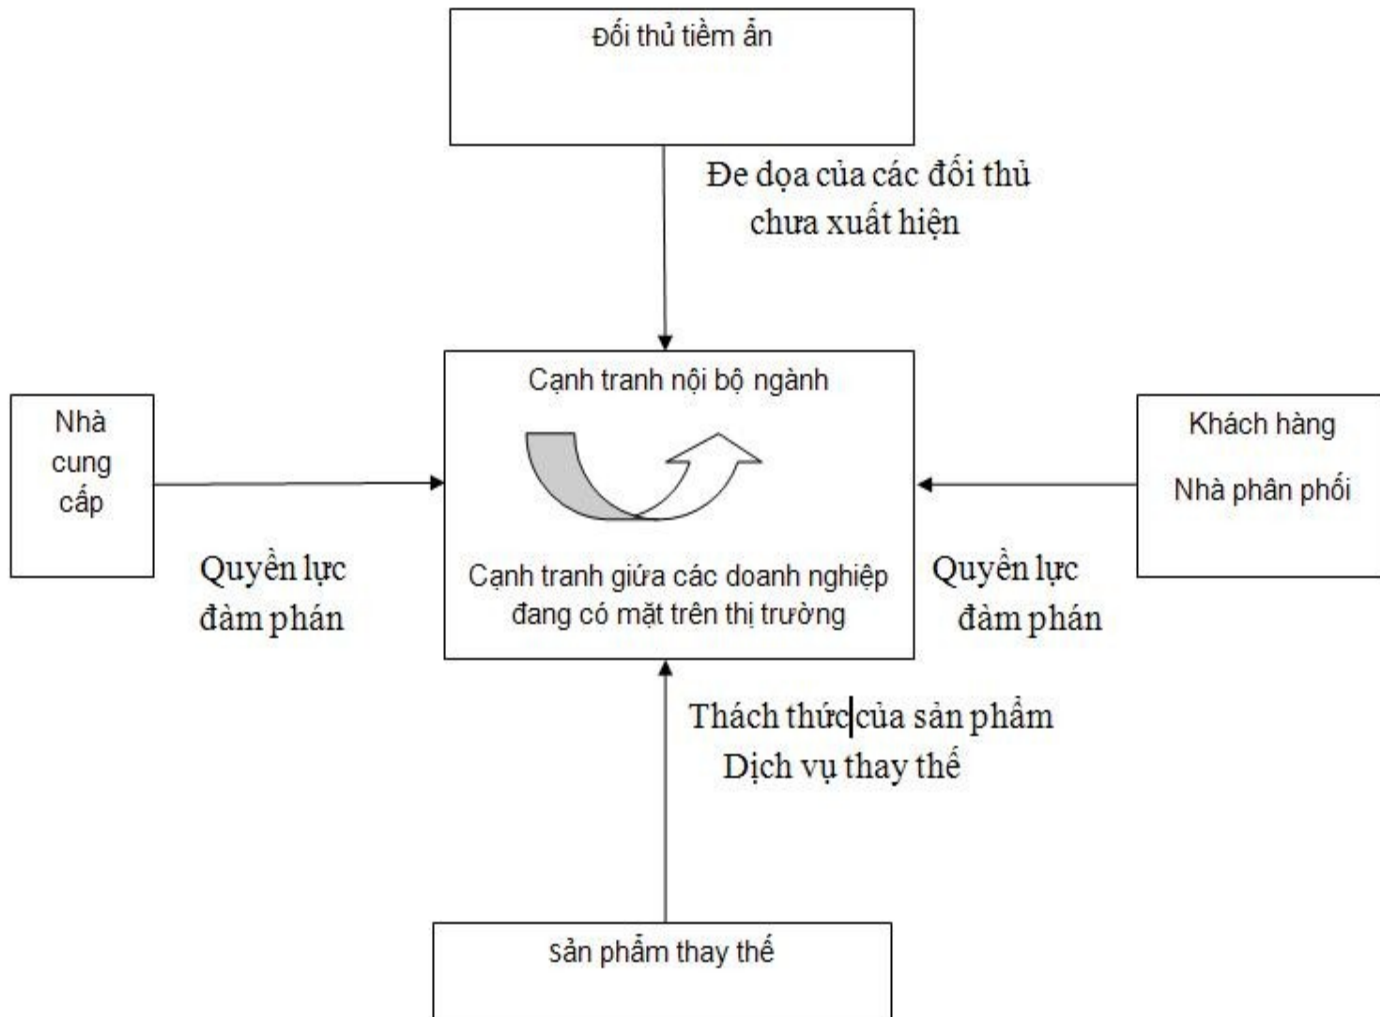 Đối thủ tiềm ẩn
Đe dọa của các đối thủ
chưa xuất hiện
Cạnh tranh nội bộ ngành
Nhà
cung
cấp
Khách hàng
Nhà phân phối
Quyền lực
đàm phán
Cạnh tranh giứa các doanh nghiệp
đang có mặt trên thị trường
Quyền lực
đàm phán
Thách thức của sản phẩm
Dịch vụ thay thế
Sản phẩm thay thế